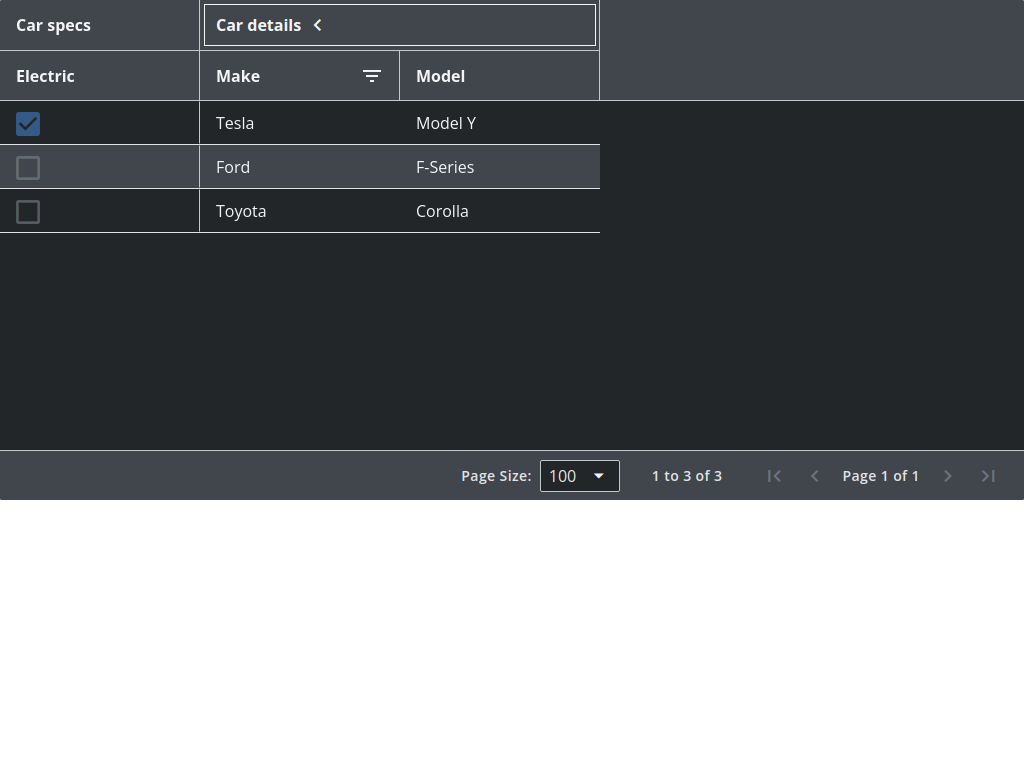 Car specs Car details
Electric Make Model
Tesla Model Y
Ford F-Series
Toyota Corolla
Page Size: 100 1 to 3 of 3 Page 1 of 1